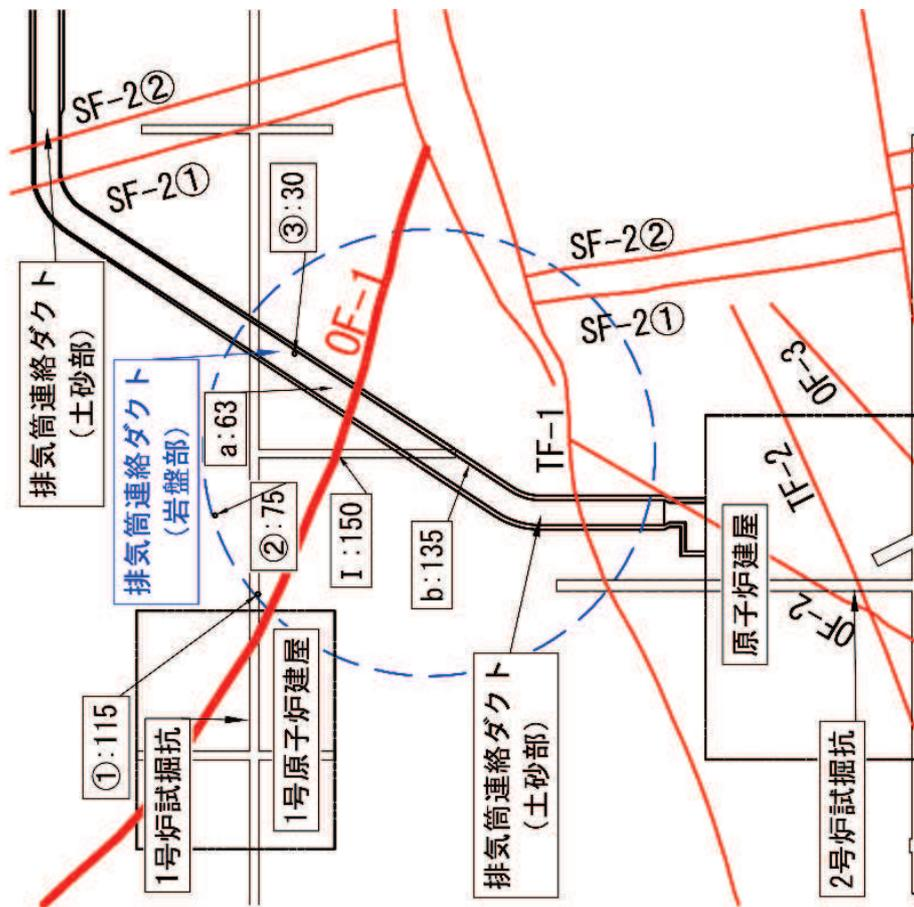 SF-2②
SF-2①
排気筒連絡ダクト
(土砂部)
③:30
排気筒連絡ダクト
(岩盤部)
a:63
OF-1
②:75
I:150
b:135
①:115
1号炉試掘坑
1号原子炉建屋
SF-2②
SF-2①
TF-1
OF-3
TF-2
排気筒連絡ダクト
(土砂部)
原子炉建屋
OF-2
2号炉試掘坑